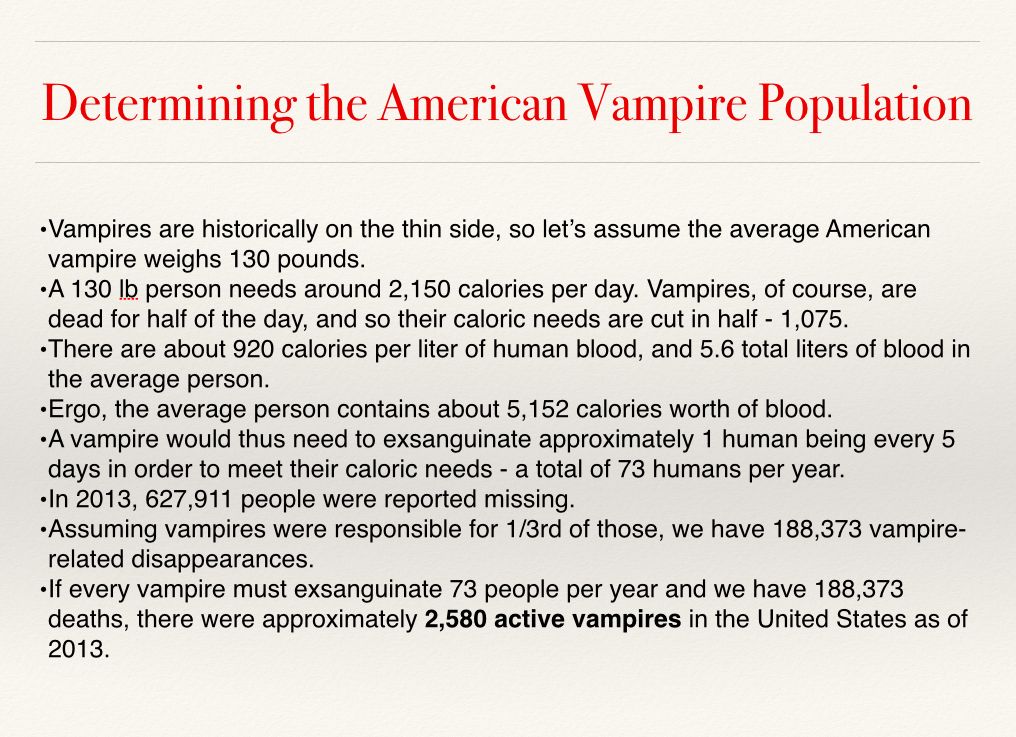 Determining the American Vampire Population
•Vampires are historically on the thin side, so let’s assume the average American
vampire weighs 130 pounds.
•A 130 lb person needs around 2,150 calories per day. Vampires, of course, are
dead for half of the day, and so their caloric needs are cut in half - 1,075.
•There are about 920 calories per liter of human blood, and 5.6 total liters of blood in
the average person.
•Ergo, the average person contains about 5,152 calories worth of blood.
•A vampire would thus need to exsanguinate approximately 1 human being every 5
days in order to meet their caloric needs - a total of 73 humans per year.
•In 2013, 627,911 people were reported missing.
•Assuming vampires were responsible for 1/3rd of those, we have 188,373 vampire-
related disappearances.
•If every vampire must exsanguinate 73 people per year and we have 188,373
deaths, there were approximately 2,580 active vampires in the United States as of
2013.